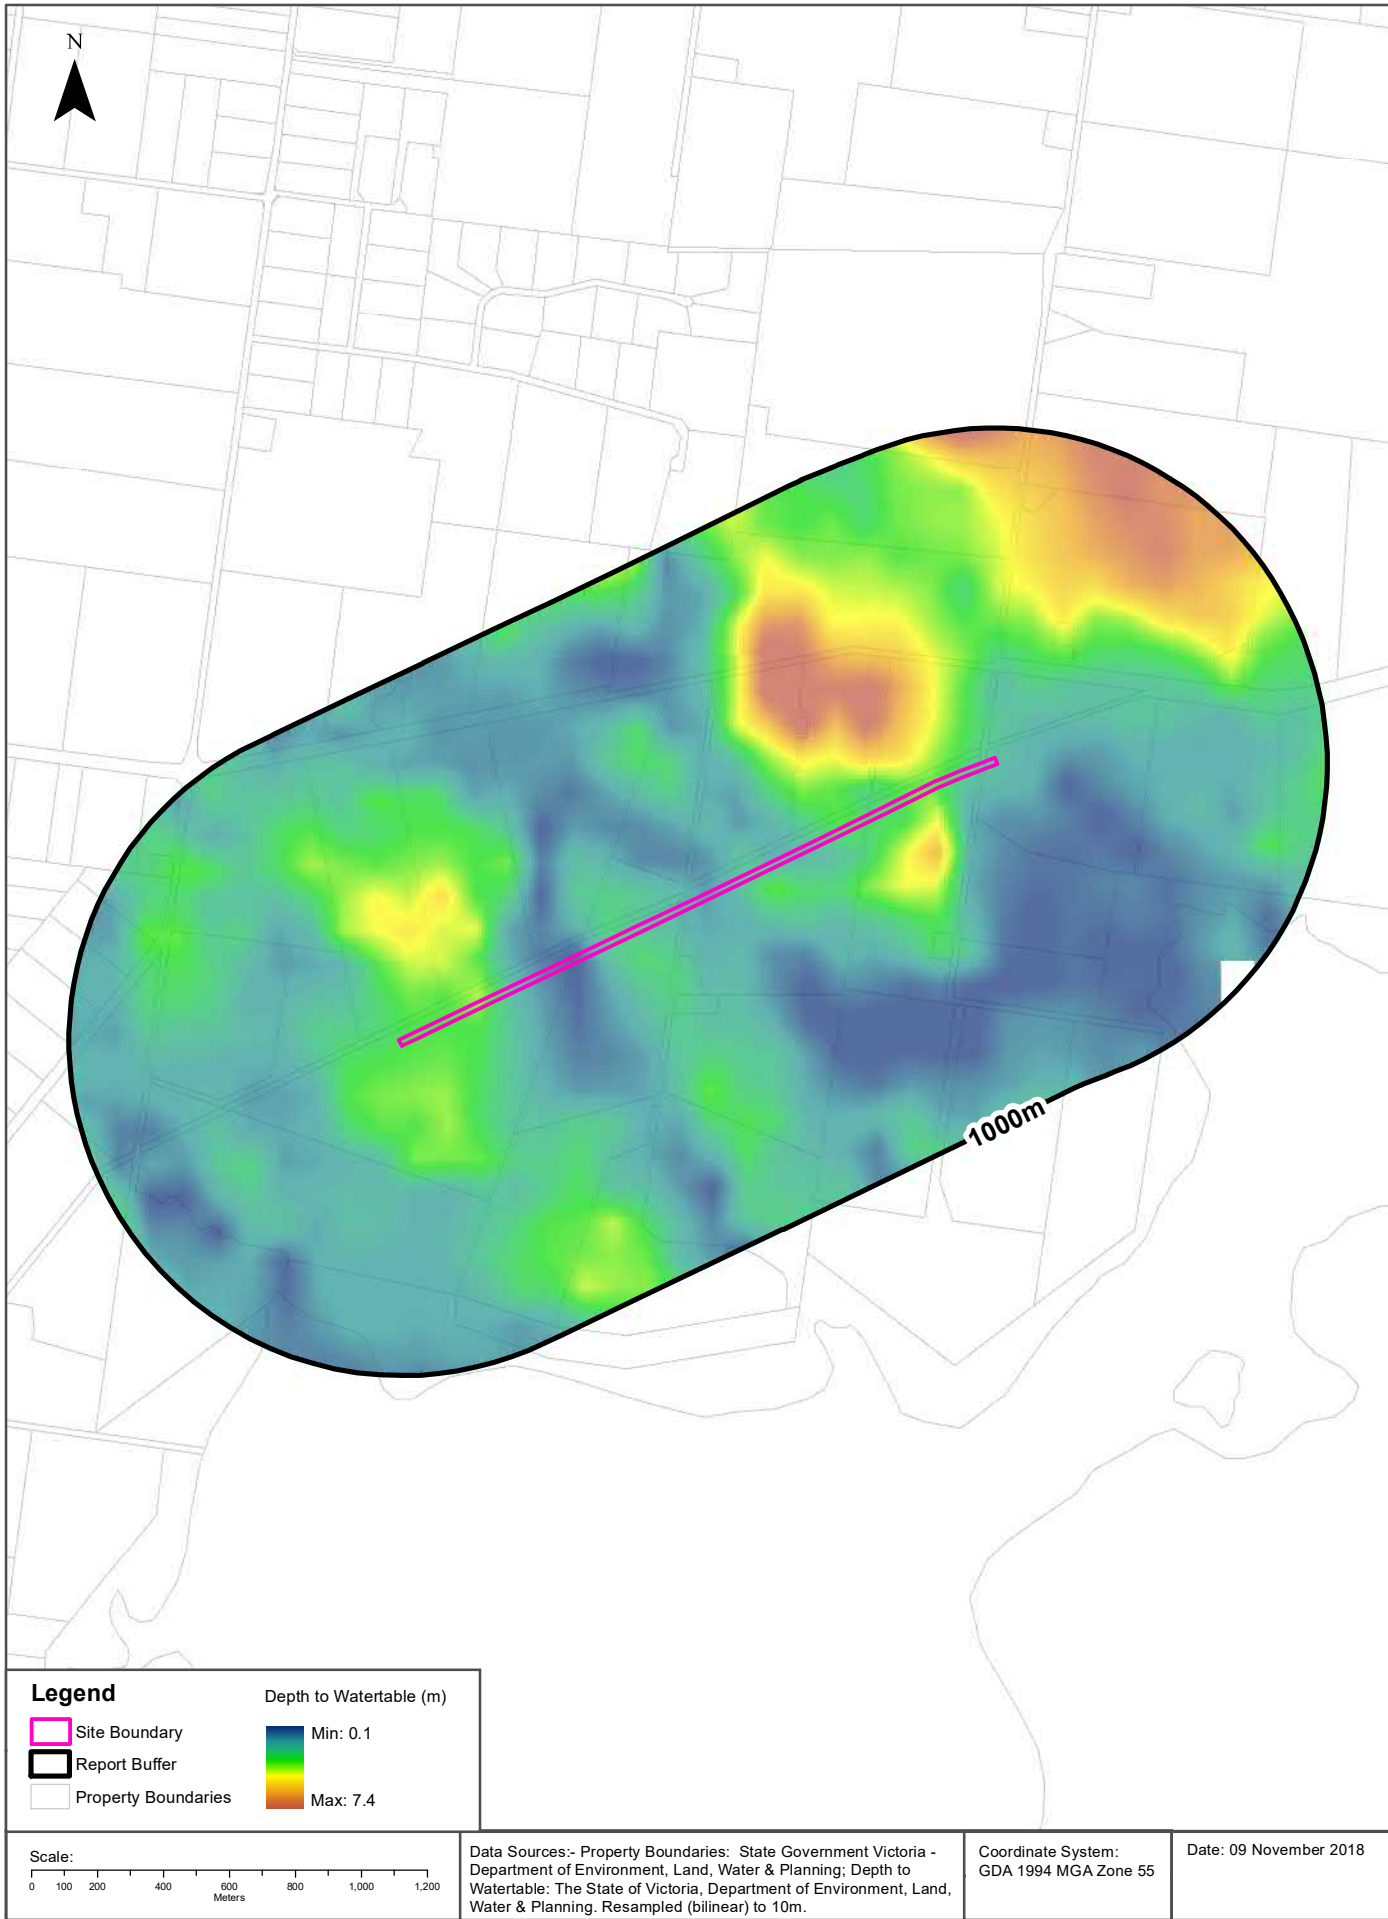 N
1000m
Legend
Site Boundary
Report Buffer
Property Boundaries
Depth to Watertable (m)
Min: 0.1
Max: 7.4
Scale:
0 100 200 400 600 800 1,000 1,200
Meters
Data Sources:- Property Boundaries: State Government Victoria -
Department of Environment, Land, Water & Planning; Depth to
Watertable: The State of Victoria, Department of Environment, Land,
Water & Planning. Resampled (bilinear) to 10m.
Coordinate System:
GDA 1994 MGA Zone 55
Date: 09 November 2018